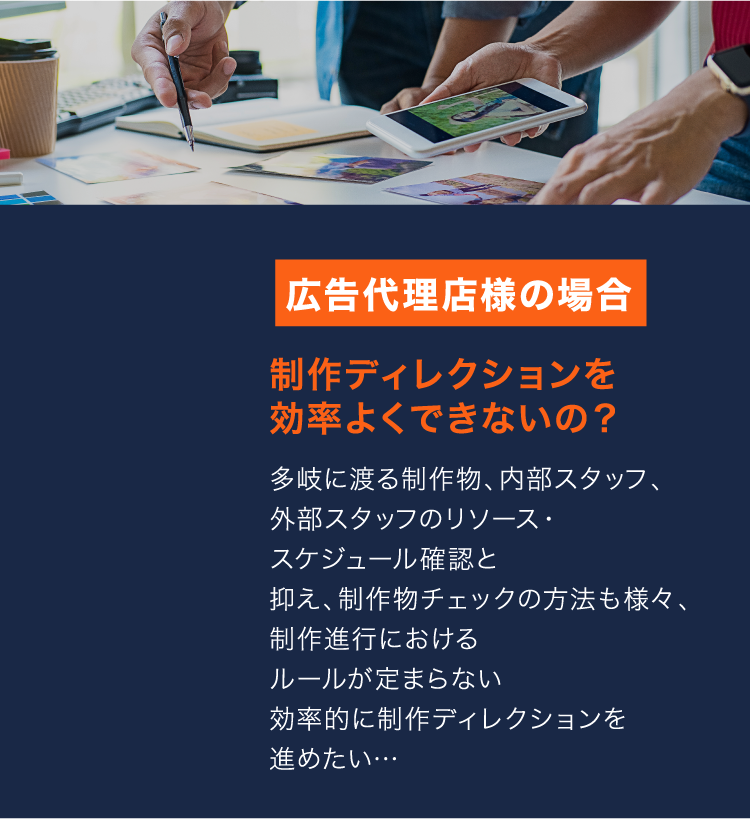 広告代理店様の場合
制作ディレクションを
効率よくできないの？
多岐に渡る制作物、内部スタッフ、
外部スタッフのリソース・
スケジュール確認と
抑え、制作物チェックの方法も様々、
制作進行における
ルールが定まらない
効率的に制作ディレクションを
進めたい…